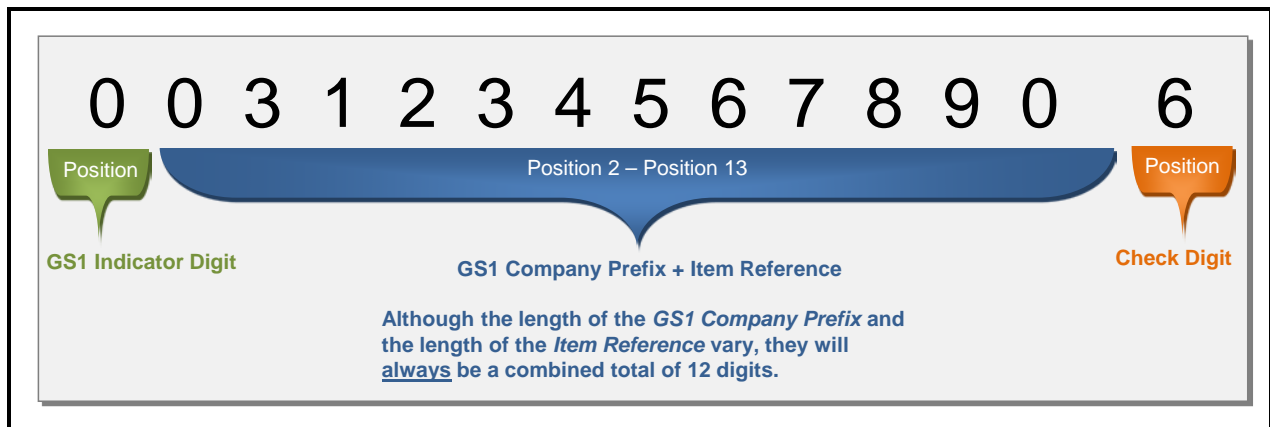 0 0 3 1 2 3 4 5 6 7 8 9 0 6
Position
Position 2 – Position 13
Position
GS1 Indicator Digit
GS1 Company Prefix + Item Reference
Check Digit
Although the length of the GS1 Company Prefix and
the length of the Item Reference vary, they will
always be a combined total of 12 digits.